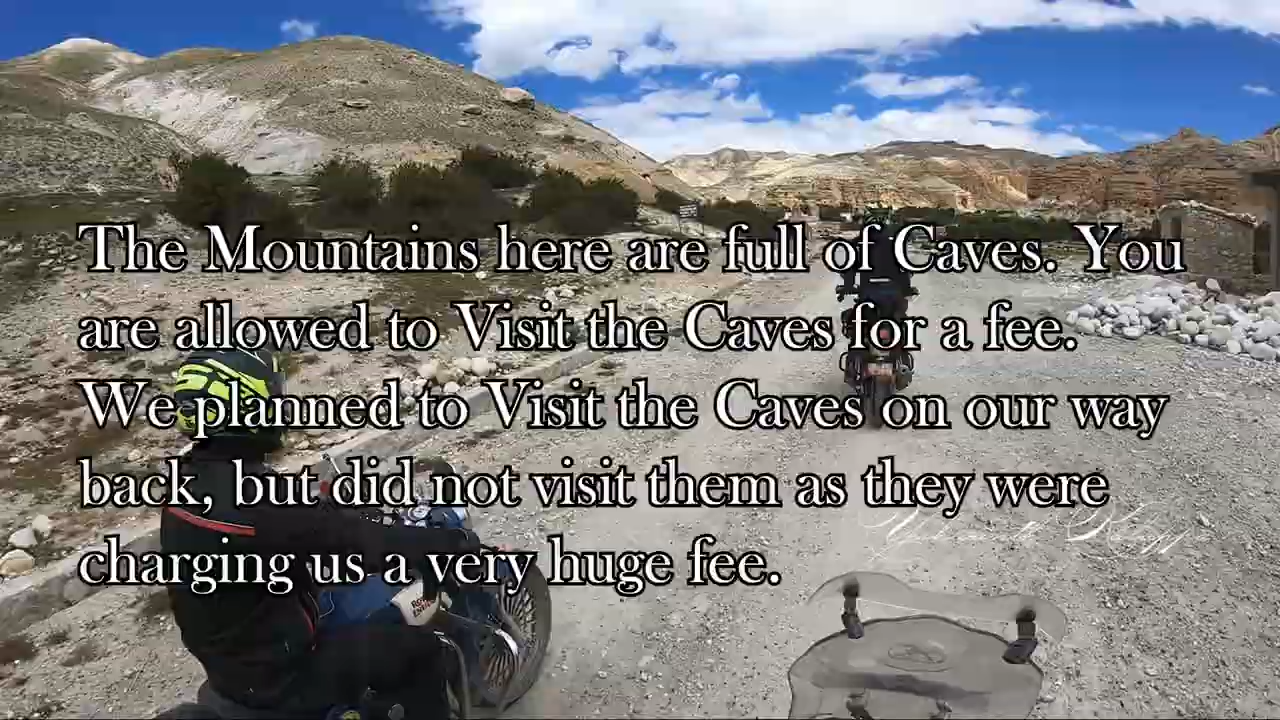 The Mountains here are full of Caves. You
are allowed to Visit the Caves for a fee.
We planned to Visit the Caves on our way
back, but did not visit them as they were
charging us a very huge fee.